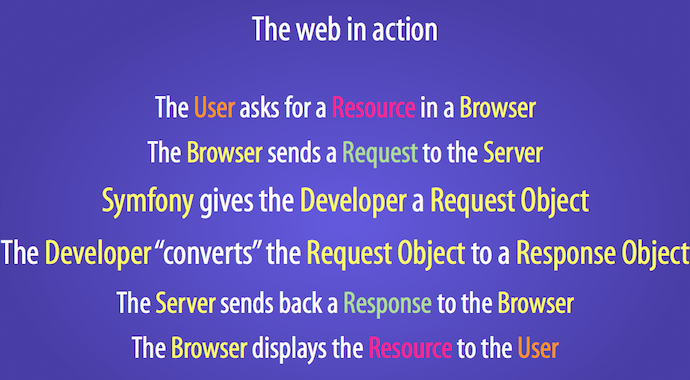 The web in action
The User asks for a Resource in a Browser
The Browser sends a Request to the Server
Symfony gives the Developer a Request Object
The Developer “converts” the Request Object to a Response Object
The Server sends back a Response to the Browser
The Browser displays the Resource to the User